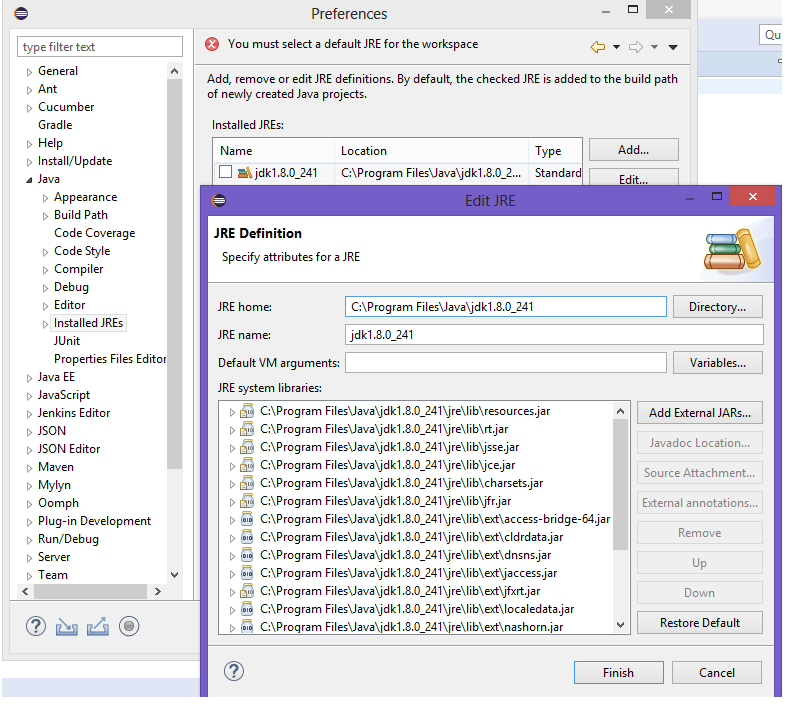 Preferences
Qu
type filter text
You must select a default JRE for the workspace
General
Ant
Cucumber
Gradle
Help
Install/Update
Java
Appearance
Build Path
Code Coverage
Code Style
Compiler
Debug
Editor
Installed JREs
JUnit
Properties Files Editor
Java EE
JavaScript
Jenkins Editor
JSON
JSON Editor
Maven
Mylyn
Oomph
Plug-in Development
Run/Debug
Server
Team
Add, remove or edit JRE definitions. By default, the checked JRE is added to the build path
of newly created Java projects.
Installed JREs:
Name Location Type
jdk1.8.0_241 C:\Program Files\Java\jdk1.8.0_2... Standard
Add...
Edit...
Edit JRE
JRE Definition
Specify attributes for a JRE
JRE home: C:\Program Files\Java\jdk1.8.0_241 Directory...
JRE name: jdk1.8.0_241
Default VM arguments: Variables...
JRE system libraries:
C:\Program Files\Java\jdk1.8.0_241\jre\lib\resources.jar
C:\Program Files\Java\jdk1.8.0_241\jre\lib\rt.jar
C:\Program Files\Java\jdk1.8.0_241\jre\lib\jsse.jar
C:\Program Files\Java\jdk1.8.0_241\jre\lib\jce.jar
C:\Program Files\Java\jdk1.8.0_241\jre\lib\charsets.jar
C:\Program Files\Java\jdk1.8.0_241\jre\lib\jfr.jar
C:\Program Files\Java\jdk1.8.0_241\jre\lib\ext\access-bridge-64.jar
C:\Program Files\Java\jdk1.8.0_241\jre\lib\ext\cldrdata.jar
C:\Program Files\Java\jdk1.8.0_241\jre\lib\ext\dnsns.jar
C:\Program Files\Java\jdk1.8.0_241\jre\lib\ext\jaccess.jar
C:\Program Files\Java\jdk1.8.0_241\jre\lib\ext\jfxrt.jar
C:\Program Files\Java\jdk1.8.0_241\jre\lib\ext\localedata.jar
C:\Program Files\Java\jdk1.8.0_241\jre\lib\ext\nashorn.jar
Add External JARs...
Javadoc Location...
Source Attachment...
External annotations...
Remove
Up
Down
Restore Default
Finish
Cancel